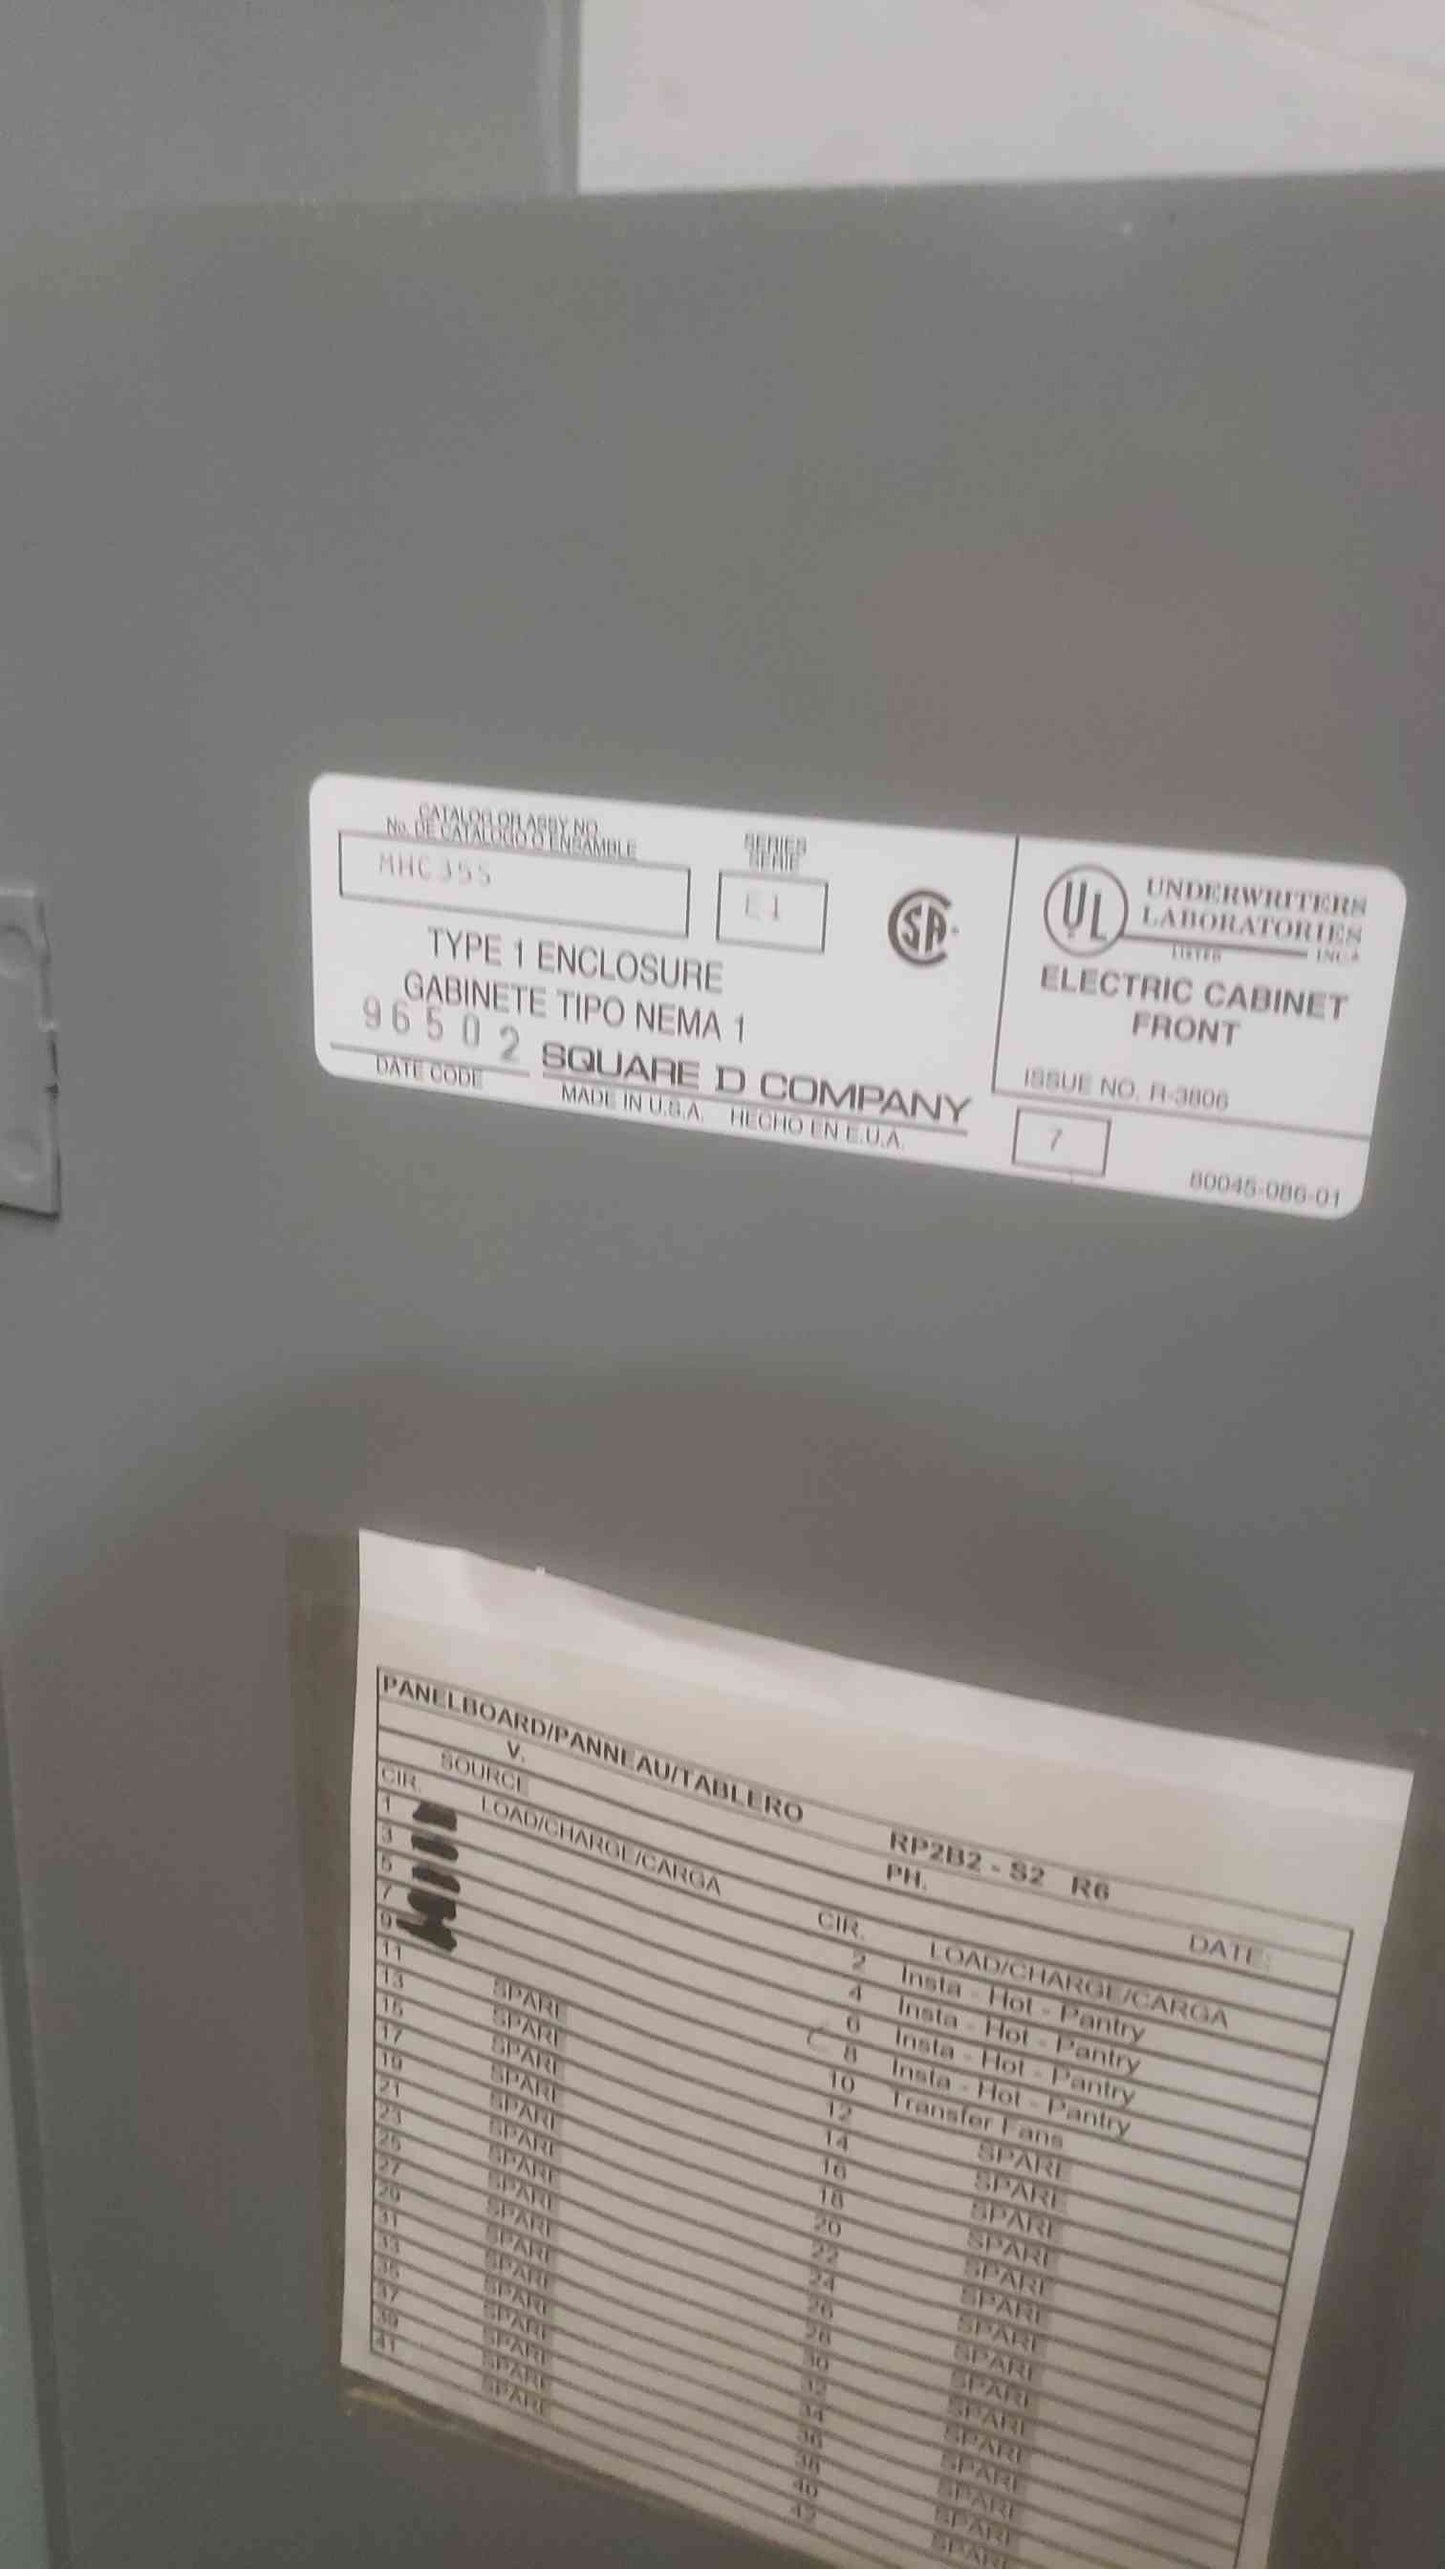 CATALOG OR ASSY NO.
No. DE CATALOGO O ENSAMBLE
MHC35S
SERIES
SERIE
E1
TYPE 1 ENCLOSURE
GABINETE TIPO NEMA 1
96502
DATE CODE
SQUARE D COMPANY
MADE IN U.S.A. HECHO EN E.U.A.
SA
UL
UNDERWRITERS
LABORATORIES
LISTED INC.®
ELECTRIC CABINET
FRONT
ISSUE NO. R-3806
7
80045-086-01
PANELBOARD/PANNEAU/TABLERO RP2B2 - S2 R6
V. PH. DATE:
SOURCE
CIR. LOAD/CHARGE/CARGA CIR. LOAD/CHARGE/CARGA
1 2 Insta - Hot - Pantry
3 4 Insta - Hot - Pantry
5 6 Insta - Hot - Pantry
7 8 Insta - Hot - Pantry
9 10 Transfer Fans
11 SPARE 12 SPARE
13 SPARE 14 SPARE
15 SPARE 16 SPARE
17 SPARE 18 SPARE
19 SPARE 20 SPARE
21 SPARE 22 SPARE
23 SPARE 24 SPARE
25 SPARE 26 SPARE
27 SPARE 28 SPARE
29 SPARE 30 SPARE
31 SPARE 32 SPARE
33 SPARE 34 SPARE
35 SPARE 36 SPARE
37 SPARE 38 SPARE
39 SPARE 40 SPARE
41 SPARE 42 SPARE